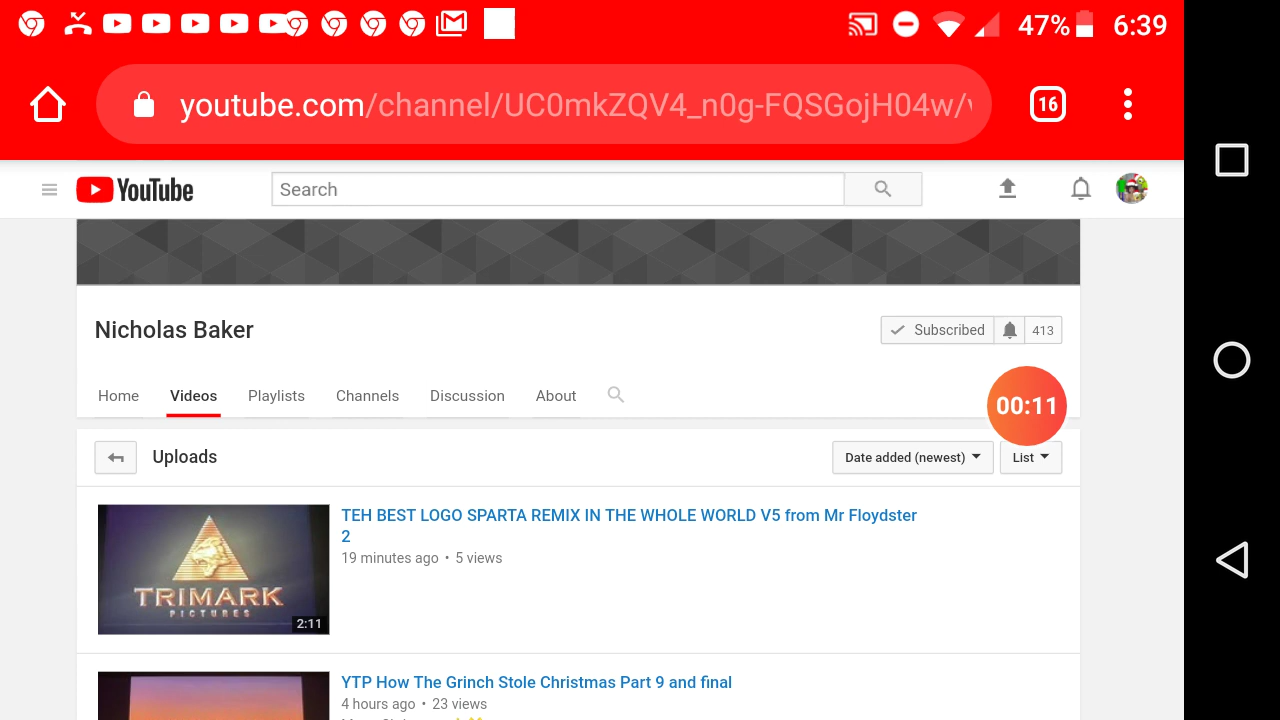 47% 6:39
youtube.com/channel/UC0mkZQV4_n0g-FQSGojH04w/
16
YouTube
Search
Nicholas Baker
Subscribed 413
Home Videos Playlists Channels Discussion About
00:11
Uploads
Date added (newest) List
TEH BEST LOGO SPARTA REMIX IN THE WHOLE WORLD V5 from Mr Floydster
2
19 minutes ago • 5 views
TRIMARK
PICTURES
2:11
YTP How The Grinch Stole Christmas Part 9 and final
4 hours ago • 23 views